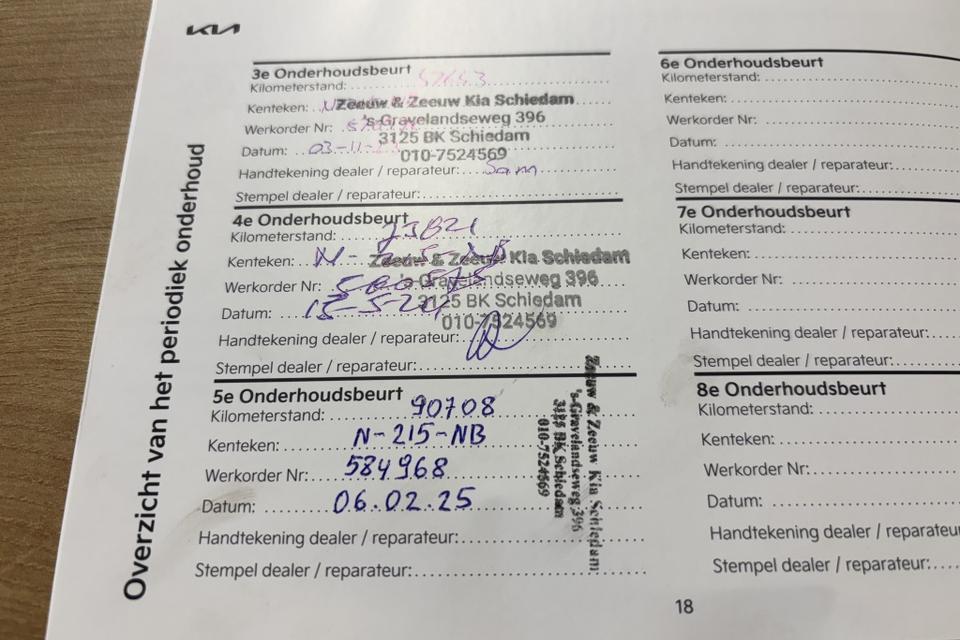 KIA
Overzicht van het periodiek onderhoud
3e Onderhoudsbeurt
Kilometerstand:
Kenteken:
Zeeuw & Zeeuw Kia Schiedam
's-Gravelandseweg 396
Werkorder Nr:
3125 BK Schiedam
Datum: 03-11-
010-7524569
Handtekening dealer / reparateur:
Stempel dealer / reparateur:
4e Onderhoudsbeurt
Kilometerstand: 73821
Kenteken: N-
Zeeuw & Zeeuw Kia Schiedam
's-Gravelandseweg 396
Werkorder Nr:
3125 BK Schiedam
Datum:
010-7524569
Handtekening dealer / reparateur:
Stempel dealer / reparateur:
5e Onderhoudsbeurt
Kilometerstand: 90708
Kenteken: N-215-NB
Werkorder Nr: 584968
Datum: 06.02.25
Handtekening dealer / reparateur:
Stempel dealer / reparateur:
Zeeuw & Zeeuw Kia Schiedam
's-Gravelandseweg 396
3125 BK Schiedam
010-7524569
6e Onderhoudsbeurt
Kilometerstand:
Kenteken:
Werkorder Nr:
Datum:
Handtekening dealer / reparateur:
Stempel dealer / reparateur:
7e Onderhoudsbeurt
Kilometerstand:
Kenteken:
Werkorder Nr:
Datum:
Handtekening dealer / reparateur:
Stempel dealer / reparateur:
8e Onderhoudsbeurt
Kilometerstand:
Kenteken:
Werkorder Nr:
Datum:
Handtekening dealer / reparateu
Stempel dealer / reparateur:
18